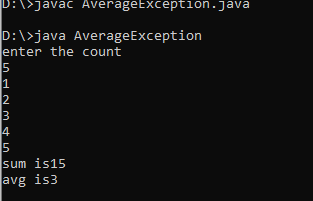 D:\>javac AverageException.java
D:\>java AverageException
enter the count
5
1
2
3
4
5
sum is15
avg is3